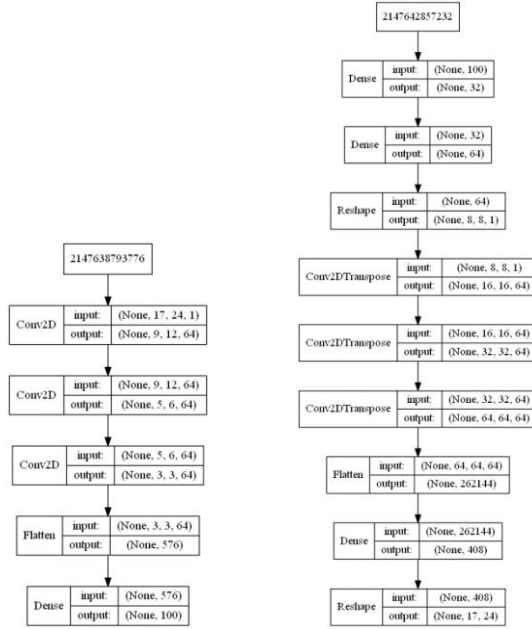 2147638793776
Conv2D input: (None, 17, 24, 1)
output: (None, 9, 12, 64)
Conv2D input: (None, 9, 12, 64)
output: (None, 5, 6, 64)
Conv2D input: (None, 5, 6, 64)
output: (None, 3, 3, 64)
Flatten input: (None, 3, 3, 64)
output: (None, 576)
Dense input: (None, 576)
output: (None, 100)
2147642857232
Dense input: (None, 100)
output: (None, 32)
Dense input: (None, 32)
output: (None, 64)
Reshape input: (None, 64)
output: (None, 8, 8, 1)
Conv2DTranspose input: (None, 8, 8, 1)
output: (None, 16, 16, 64)
Conv2DTranspose input: (None, 16, 16, 64)
output: (None, 32, 32, 64)
Conv2DTranspose input: (None, 32, 32, 64)
output: (None, 64, 64, 64)
Flatten input: (None, 64, 64, 64)
output: (None, 262144)
Dense input: (None, 262144)
output: (None, 408)
Reshape input: (None, 408)
output: (None, 17, 24)